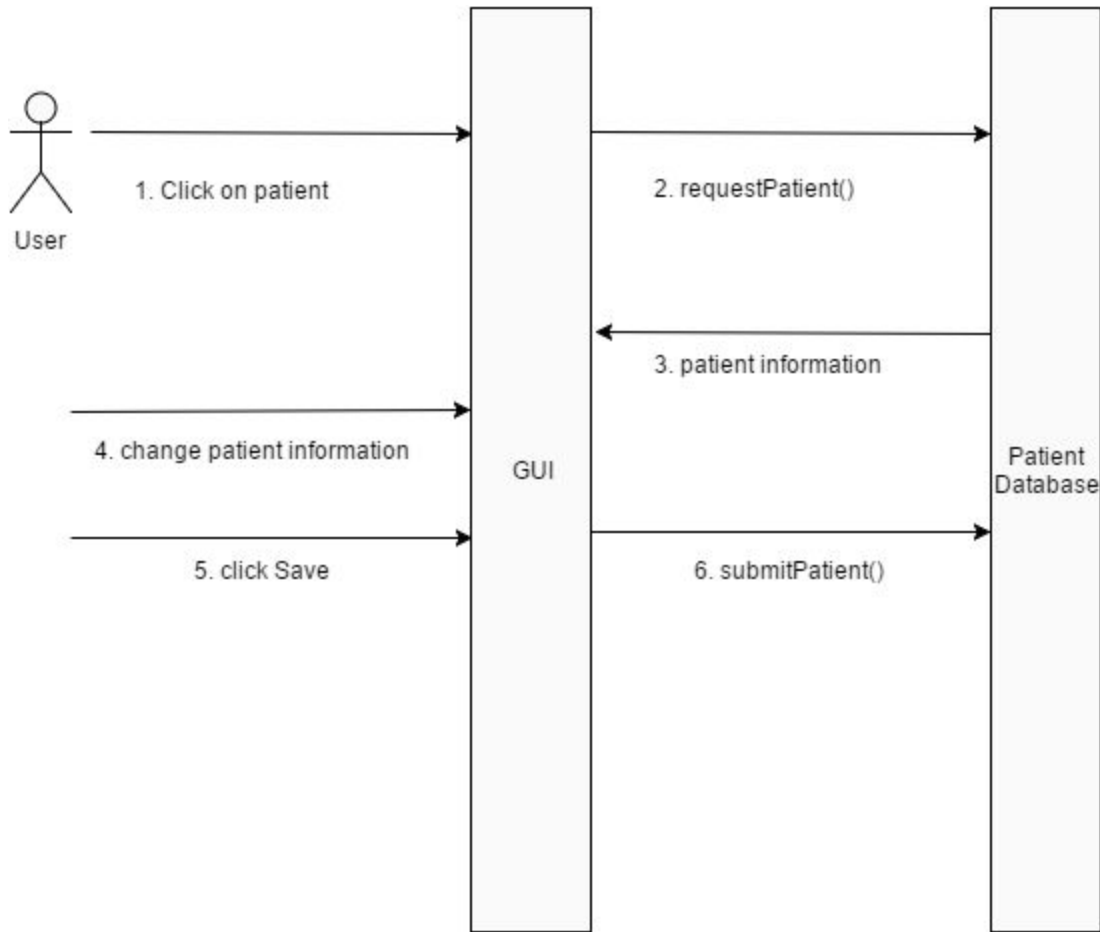 1. Click on patient
2. requestPatient()
User
3. patient information
4. change patient information
GUI
Patient
Database
5. click Save
6. submitPatient()